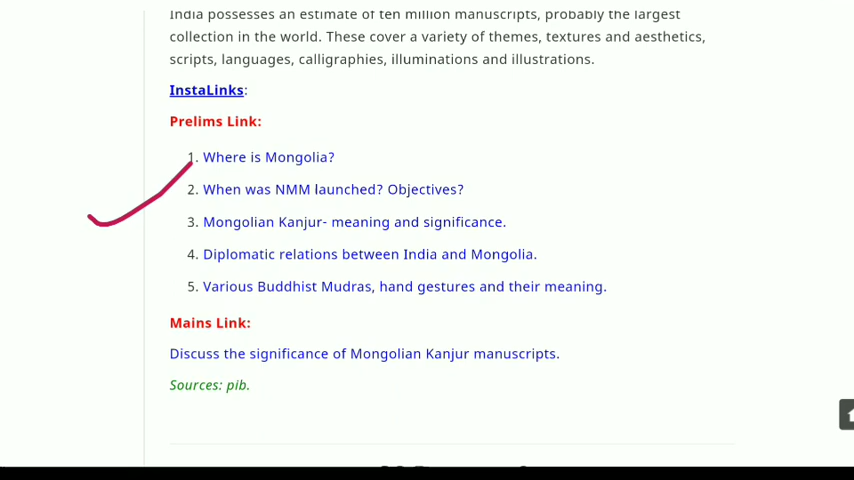 India possesses an estimate of ten million manuscripts, probably the largest
collection in the world. These cover a variety of themes, textures and aesthetics,
scripts, languages, calligraphies, illuminations and illustrations.
InstaLinks:
Prelims Link:
1. Where is Mongolia?
2. When was NMM launched? Objectives?
3. Mongolian Kanjur- meaning and significance.
4. Diplomatic relations between India and Mongolia.
5. Various Buddhist Mudras, hand gestures and their meaning.
Mains Link:
Discuss the significance of Mongolian Kanjur manuscripts.
Sources: pib.